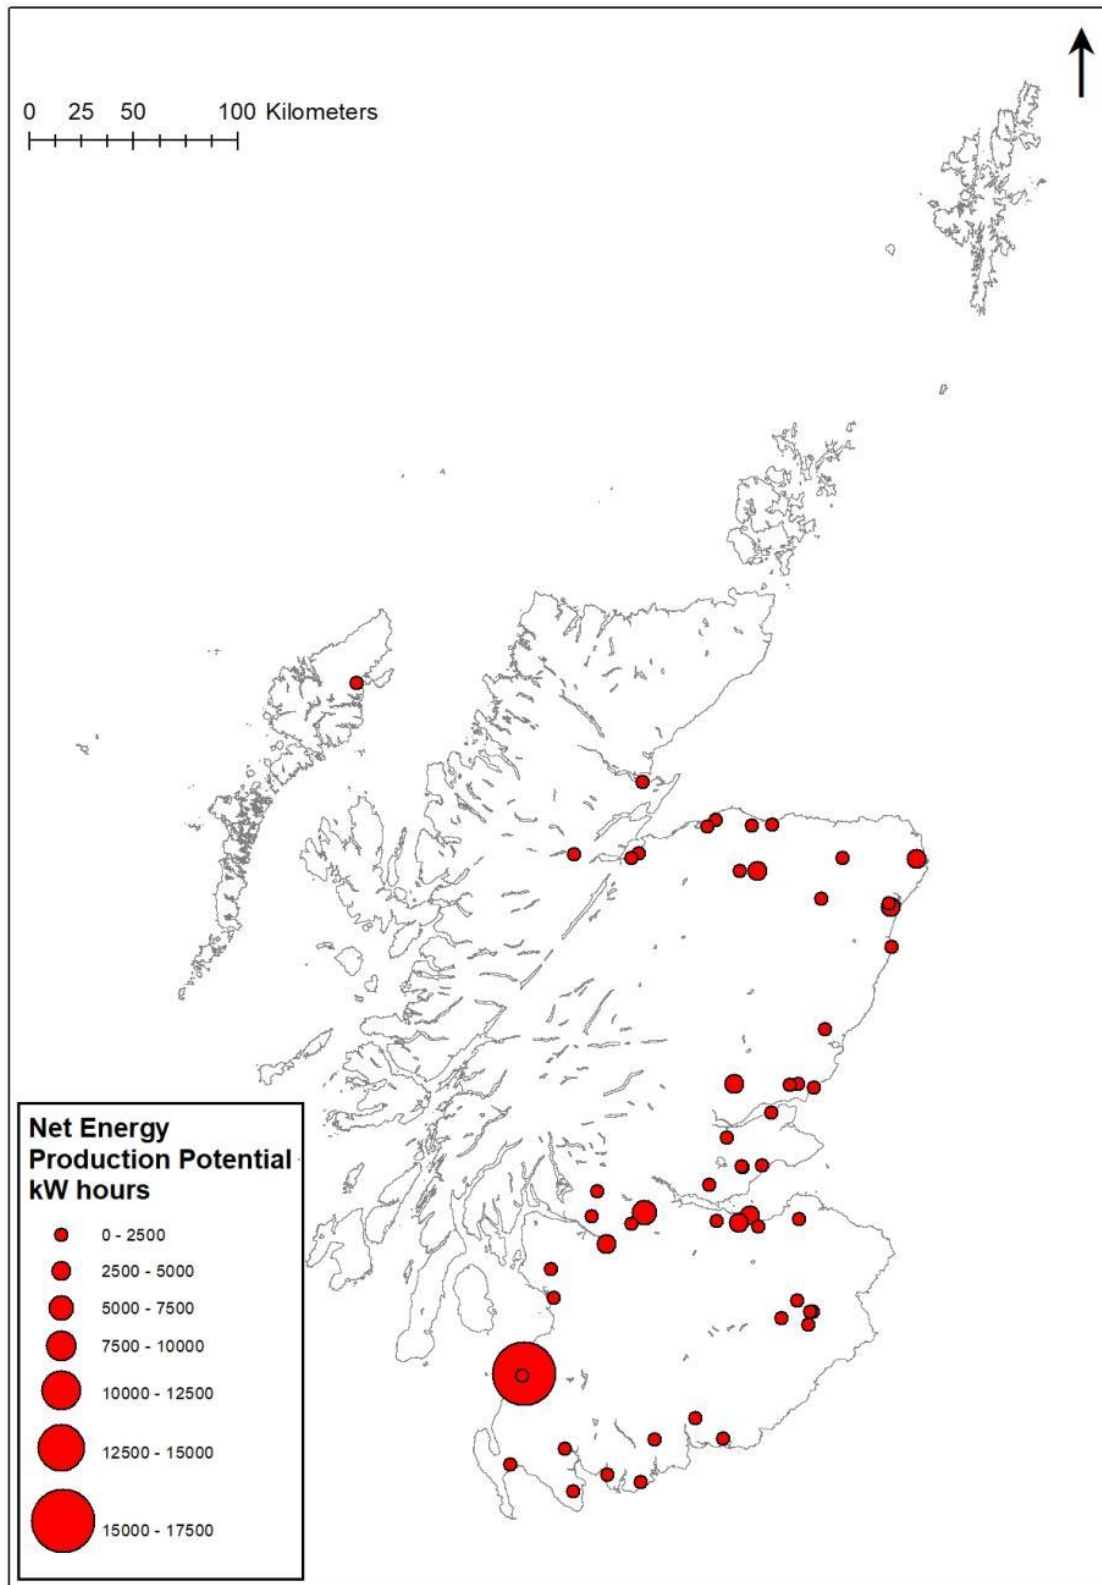 0 25 50 100 Kilometers
Net Energy
Production Potential
kW hours
0 - 2500
2500 - 5000
5000 - 7500
7500 - 10000
10000 - 12500
12500 - 15000
15000 - 17500